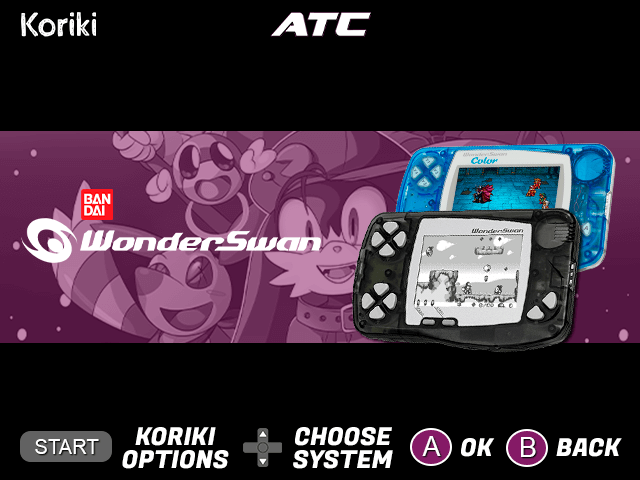 Koriki
ATC
BAN
DAI
WonderSwan
WonderSwan
Color
WonderSwan
START
KORIKI
OPTIONS
CHOOSE
SYSTEM
A
OK
B
BACK